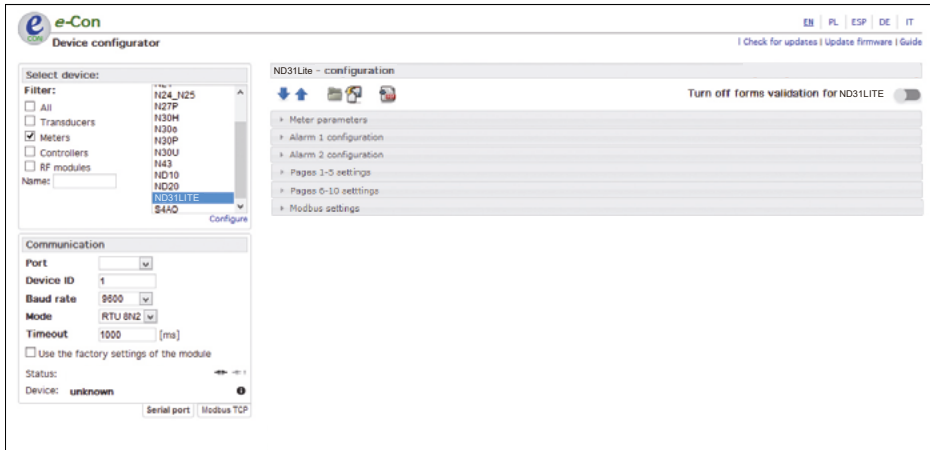 e e-Con
CON
EN | PL | ESP | DE | IT
Device configurator
| Check for updates | Update firmware | Guide
Select device:
Filter:
All
Transducers
Meters
Controllers
RF modules
Name:
N24_N25
N27P
N30H
N30o
N30P
N30U
N43
ND10
ND20
ND31LITE
S4AO
Configure
Communication
Port
Device ID 1
Baud rate 9600
Mode RTU 8N2
Timeout 1000 [ms]
Use the factory settings of the module
Status:
Device: unknown
Serial port Modbus TCP
ND31Lite - configuration
Turn off forms validation for ND31LITE
Meter parameters
Alarm 1 configuration
Alarm 2 configuration
Pages 1-5 settings
Pages 6-10 setttings
Modbus settings